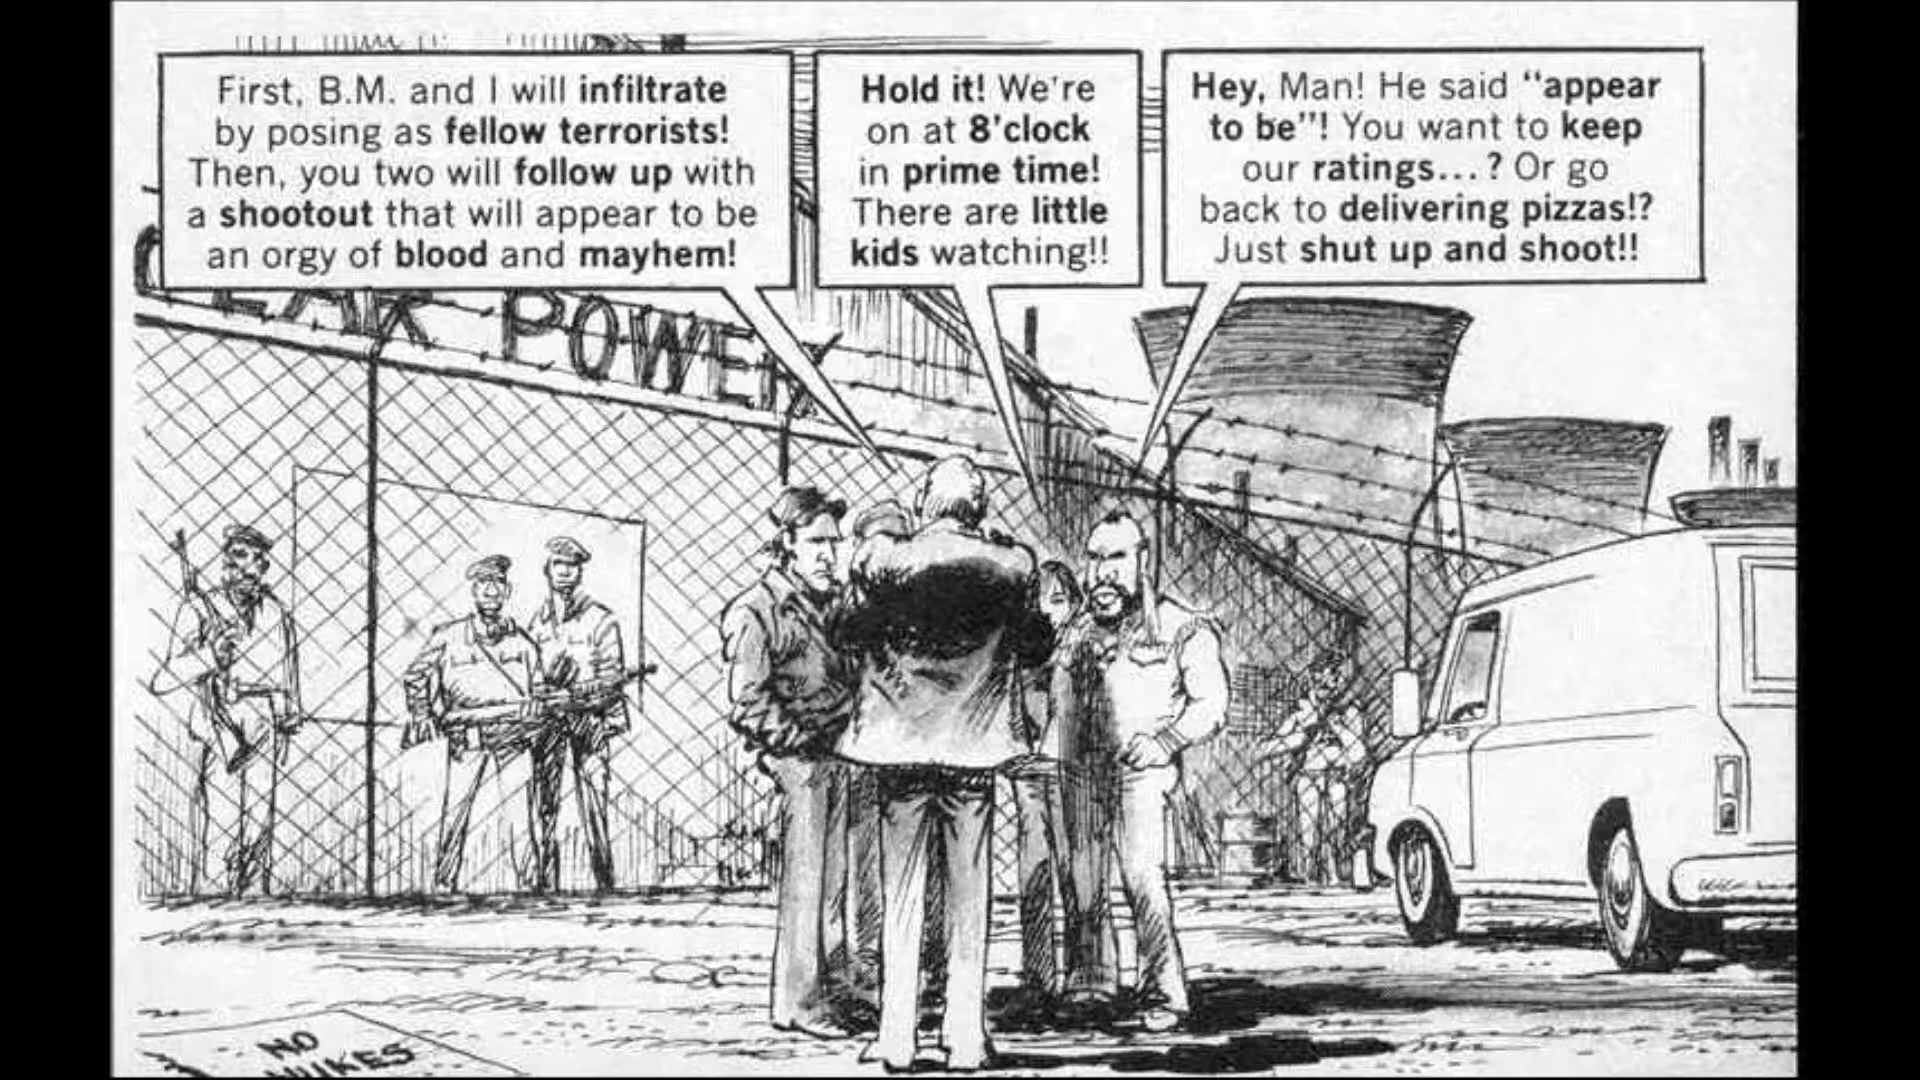 First, B.M. and I will infiltrate
by posing as fellow terrorists!
Then, you two will follow up with
a shootout that will appear to be
an orgy of blood and mayhem!
Hold it! We're
on at 8'clock
in prime time!
There are little
kids watching!!
Hey, Man! He said "appear
to be"! You want to keep
our ratings...? Or go
back to delivering pizzas!?
Just shut up and shoot!!
CLEAR POWER
NO
NUKES